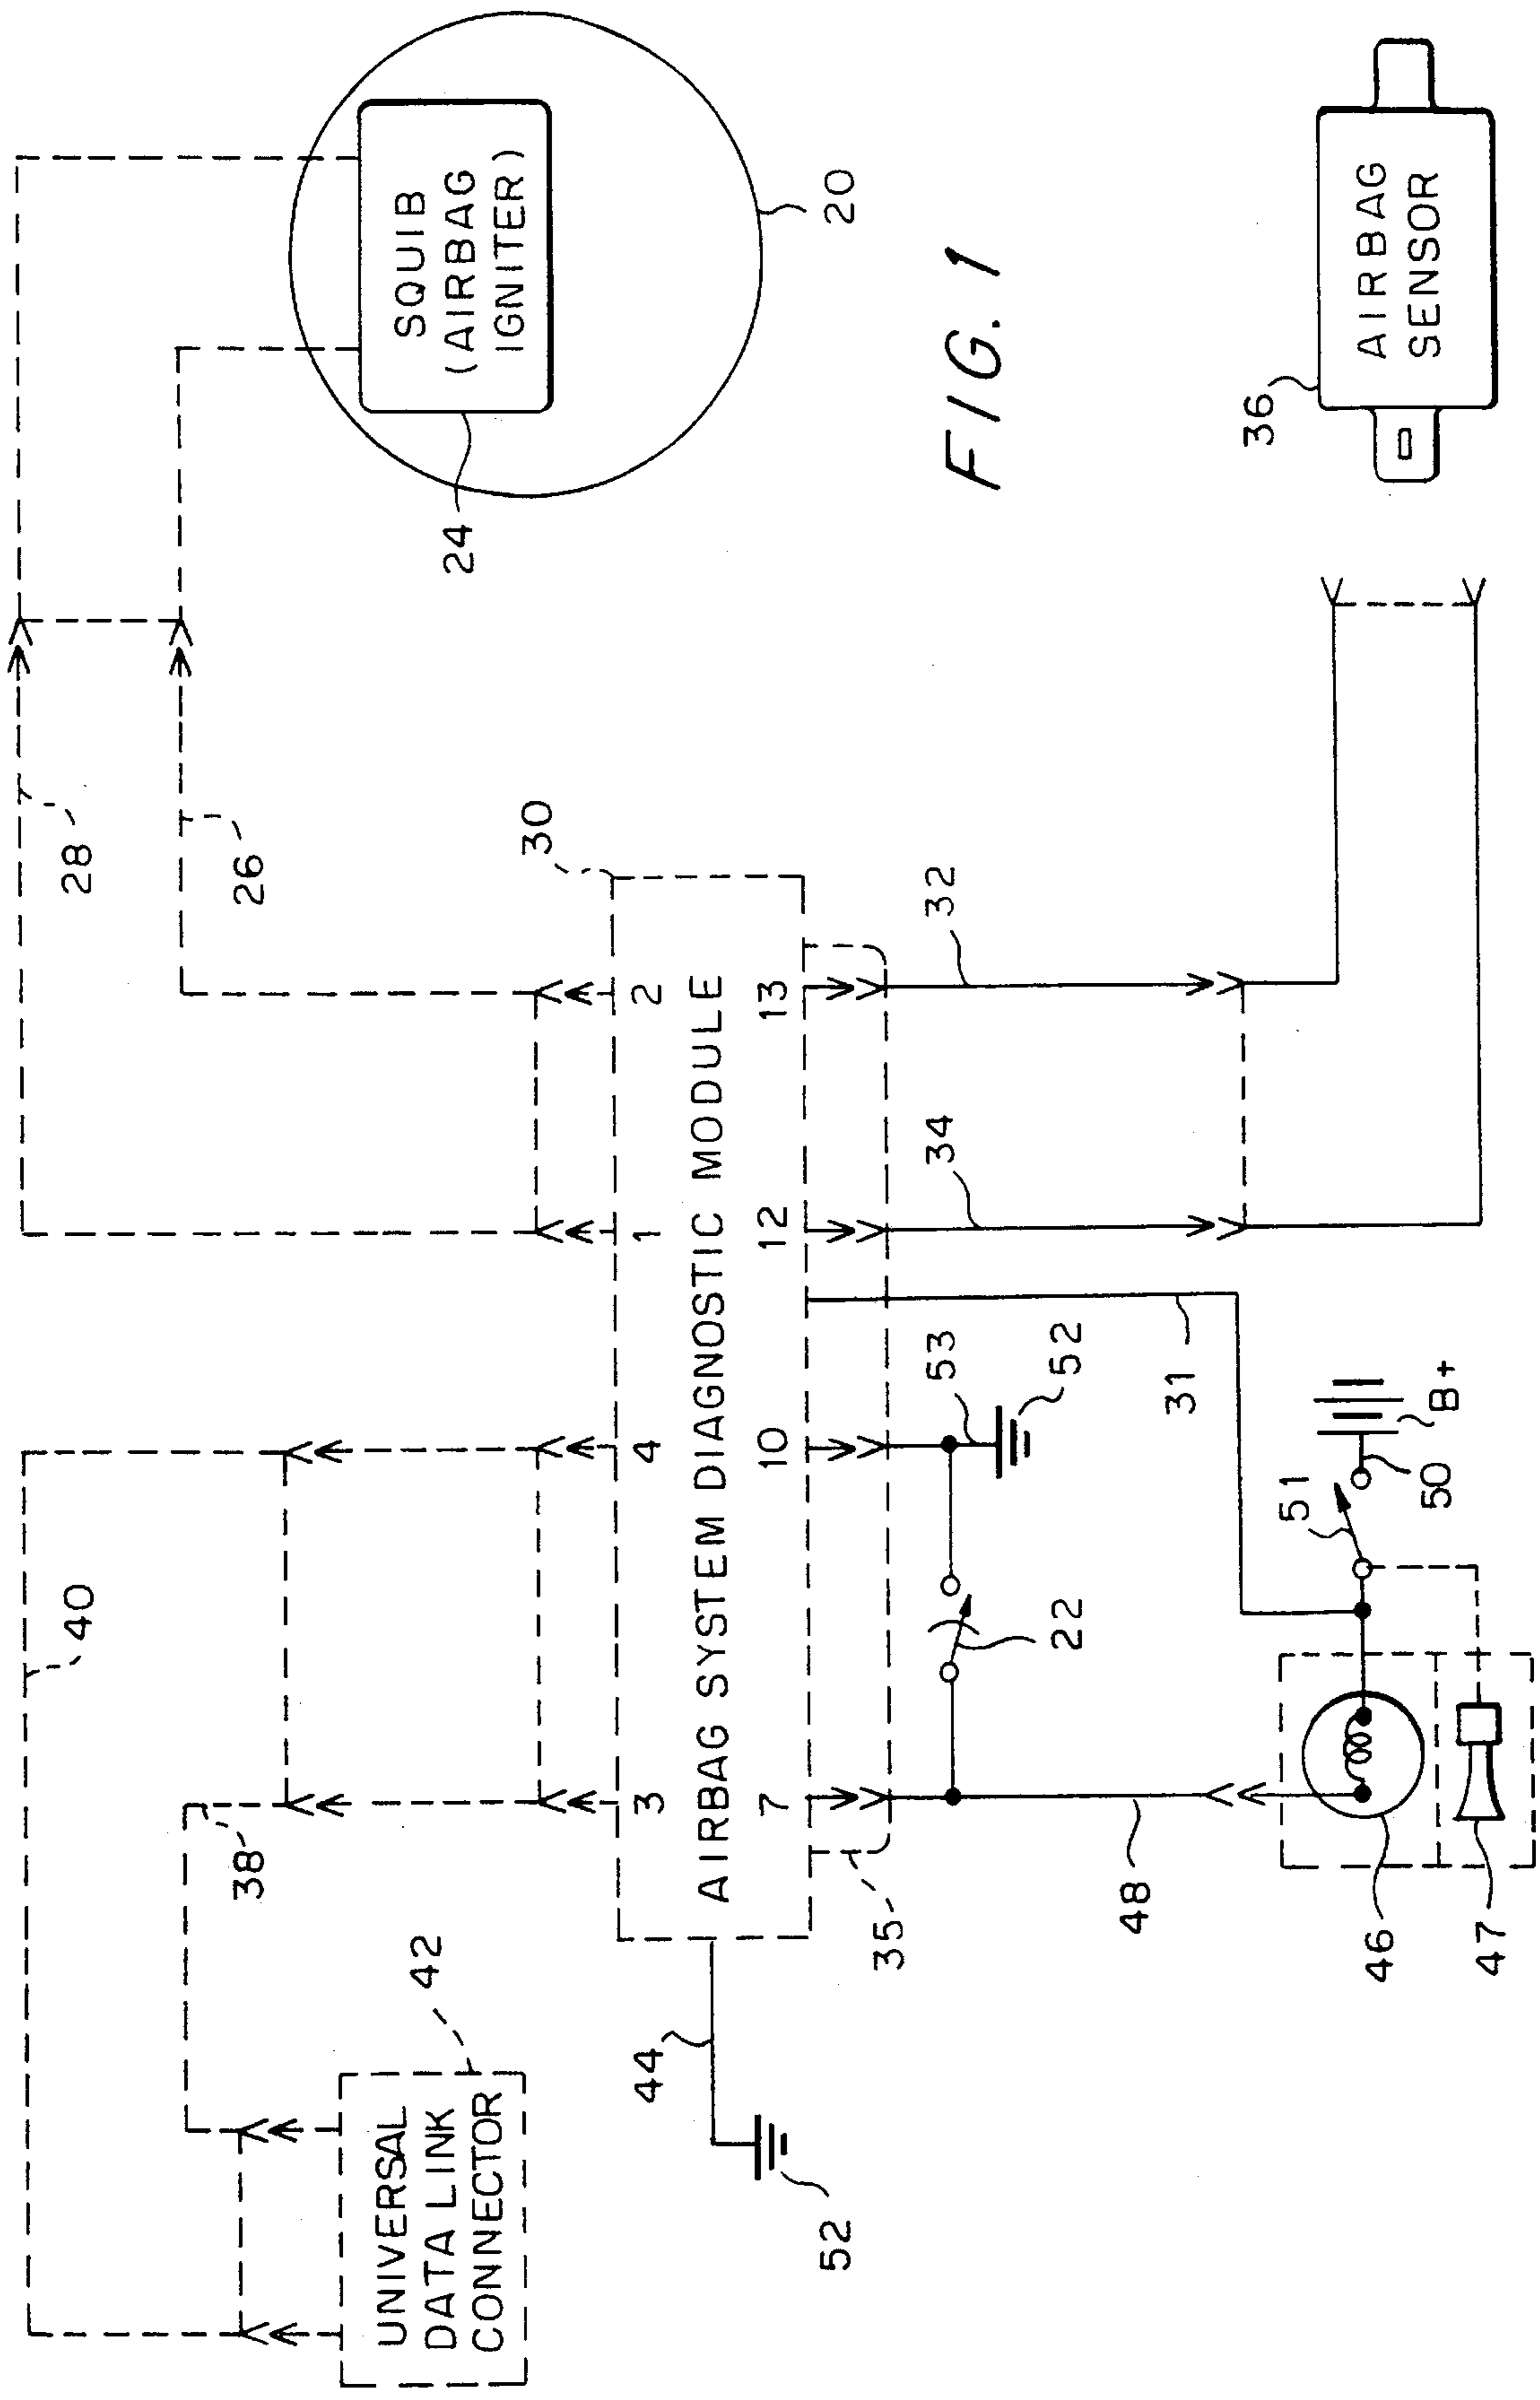 40
28
38
26
UNIVERSAL
DATA LINK
CONNECTOR
42
SQUIB
(AIRBAG
IGNITER)
24
20
30
3
4
1
2
44
AIRBAG SYSTEM DIAGNOSTIC MODULE
7
10
12
13
52
35
53
34
32
FIG. 1
22
52
48
31
36
51
46
50
B+
47
AIRBAG
SENSOR